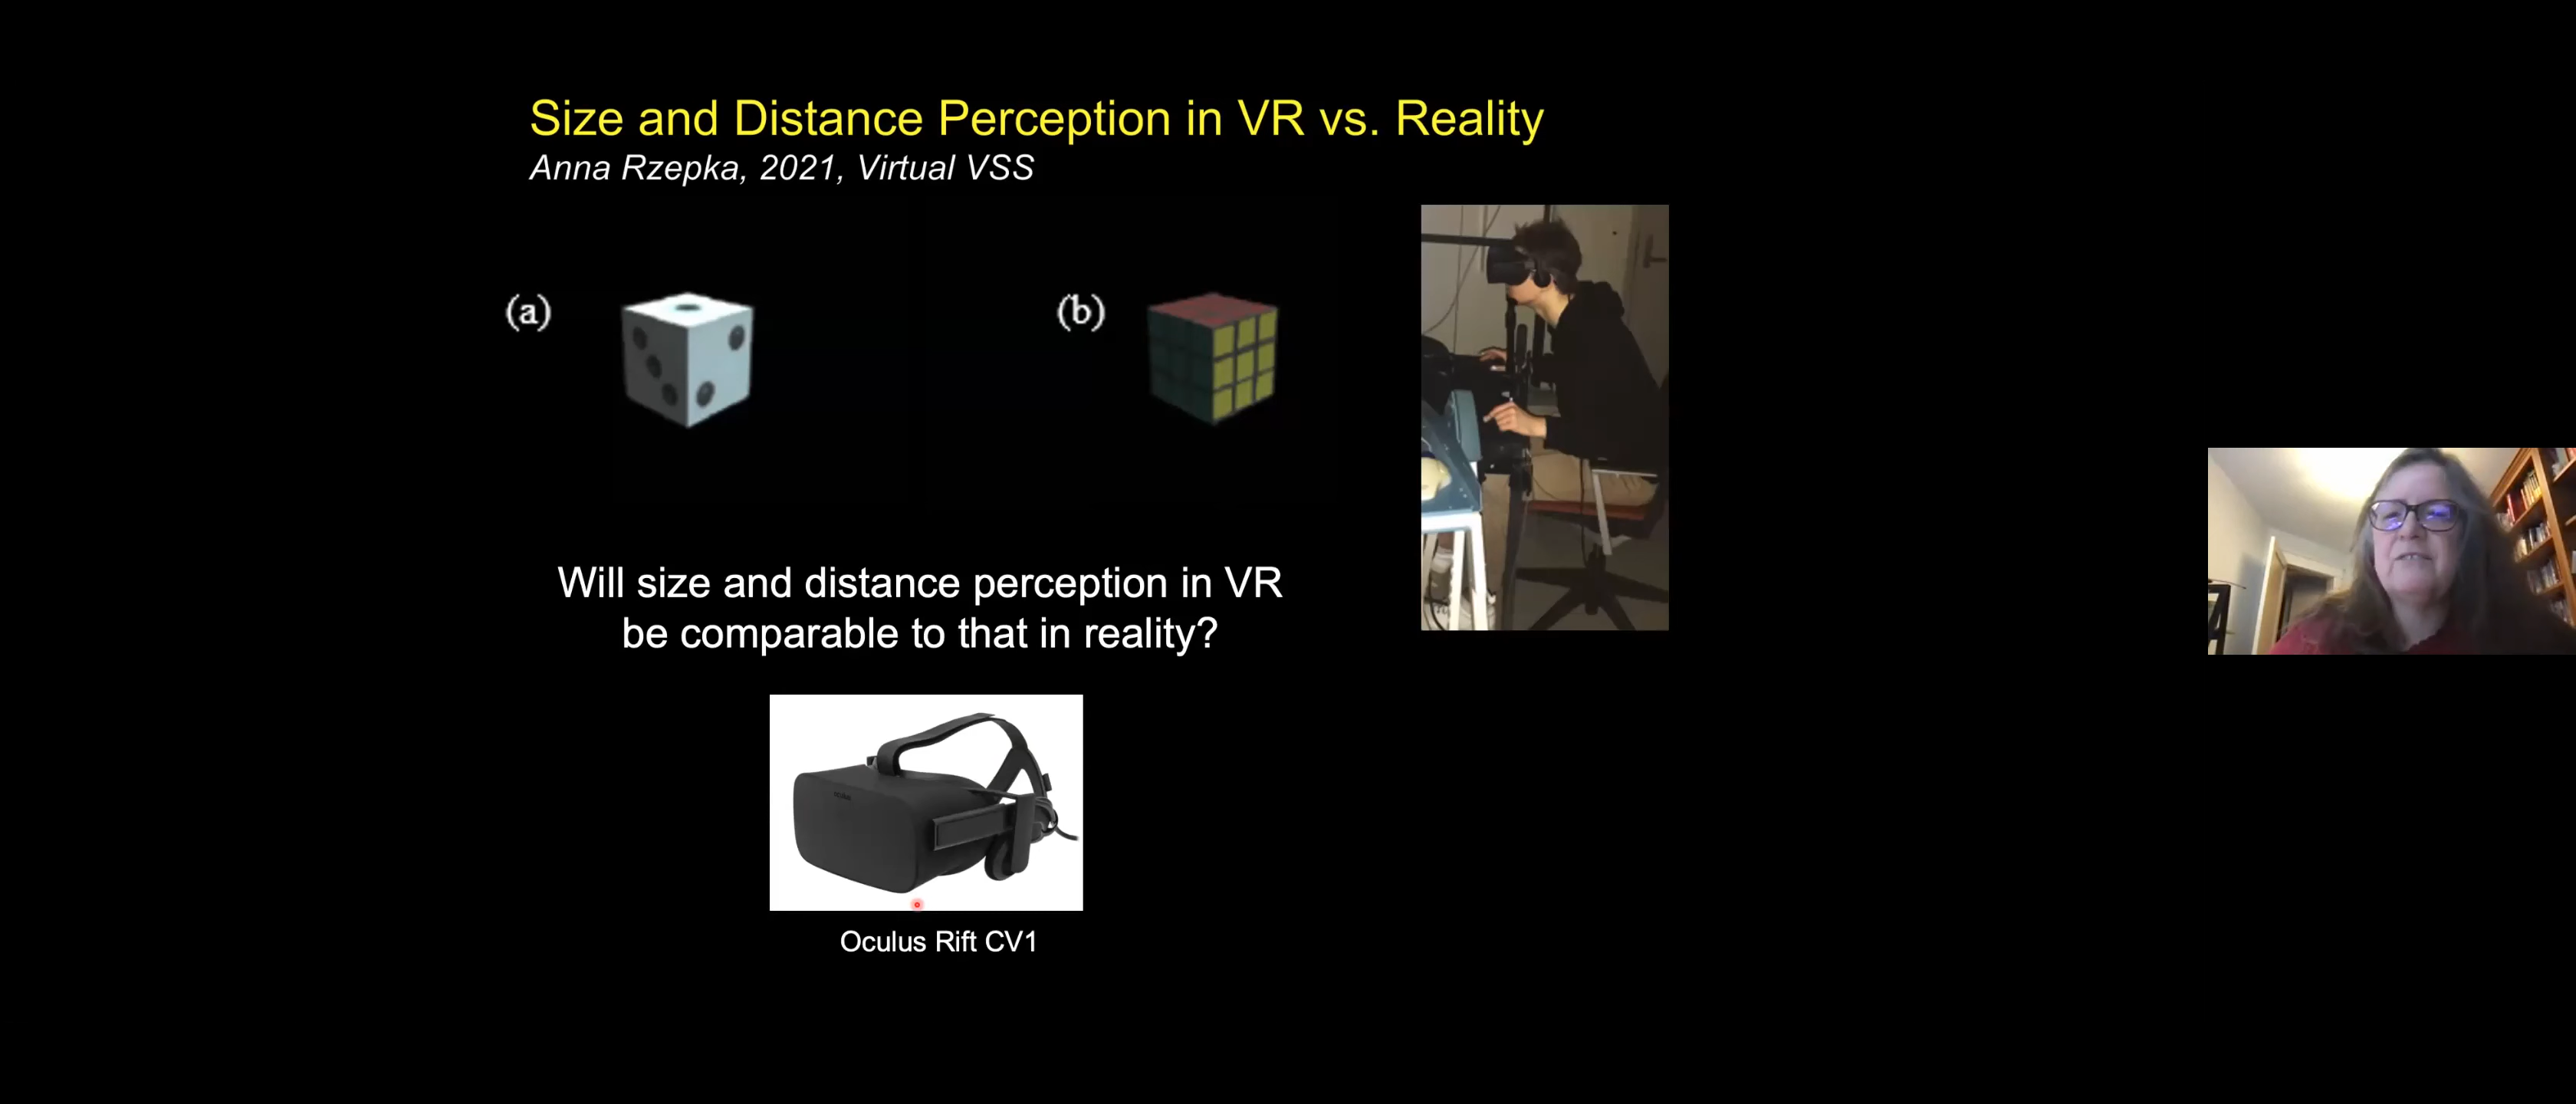 Size and Distance Perception in VR vs. Reality
Anna Rzepka, 2021, Virtual VSS
(a)
(b)
Will size and distance perception in VR
be comparable to that in reality?
oculus
Oculus Rift CV1